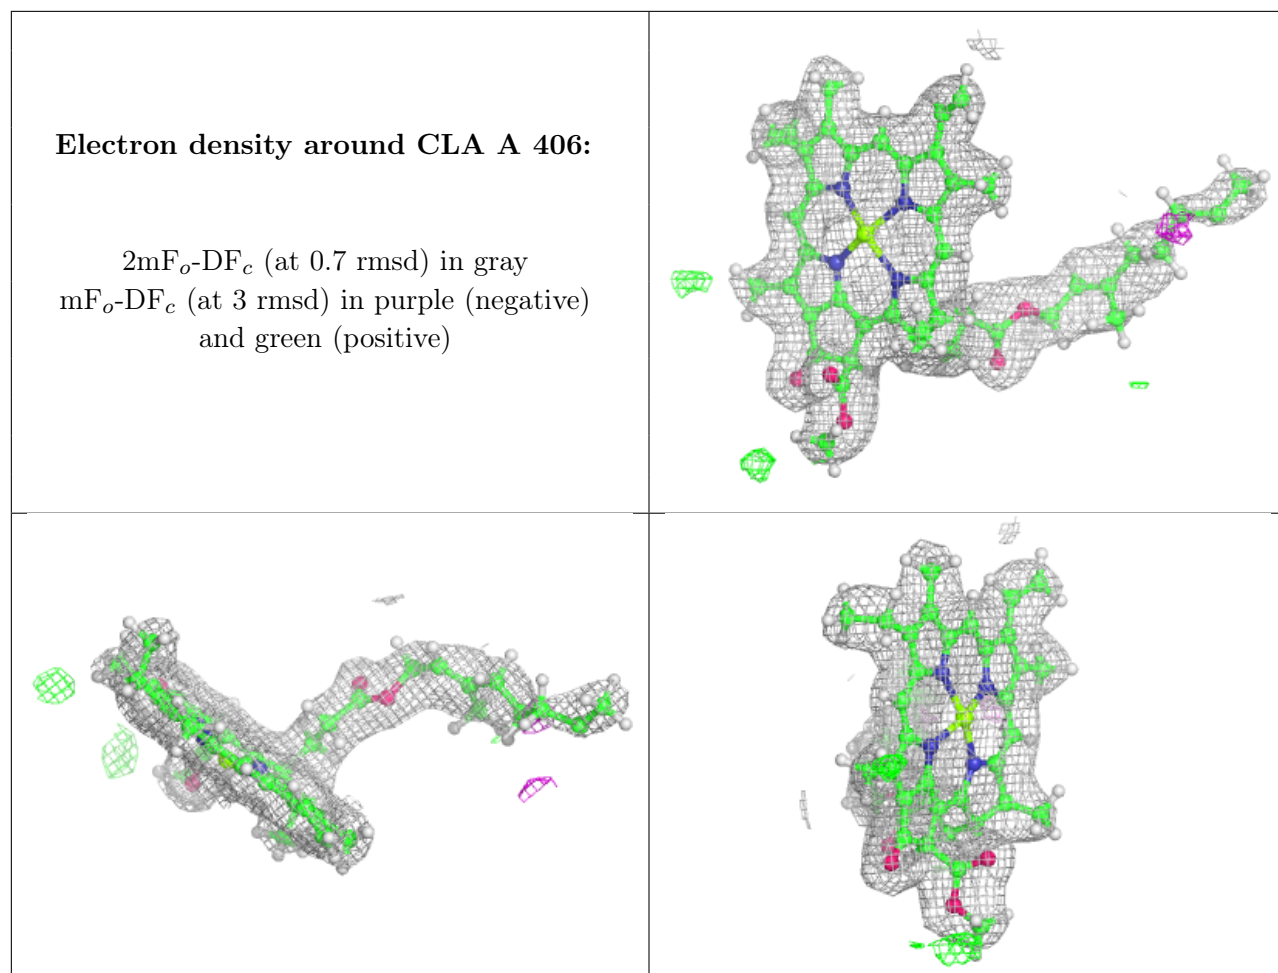 Electron density around CLA A 406:
2mFo-DFc (at 0.7 rmsd) in gray
mFo-DFc (at 3 rmsd) in purple (negative)
and green (positive)